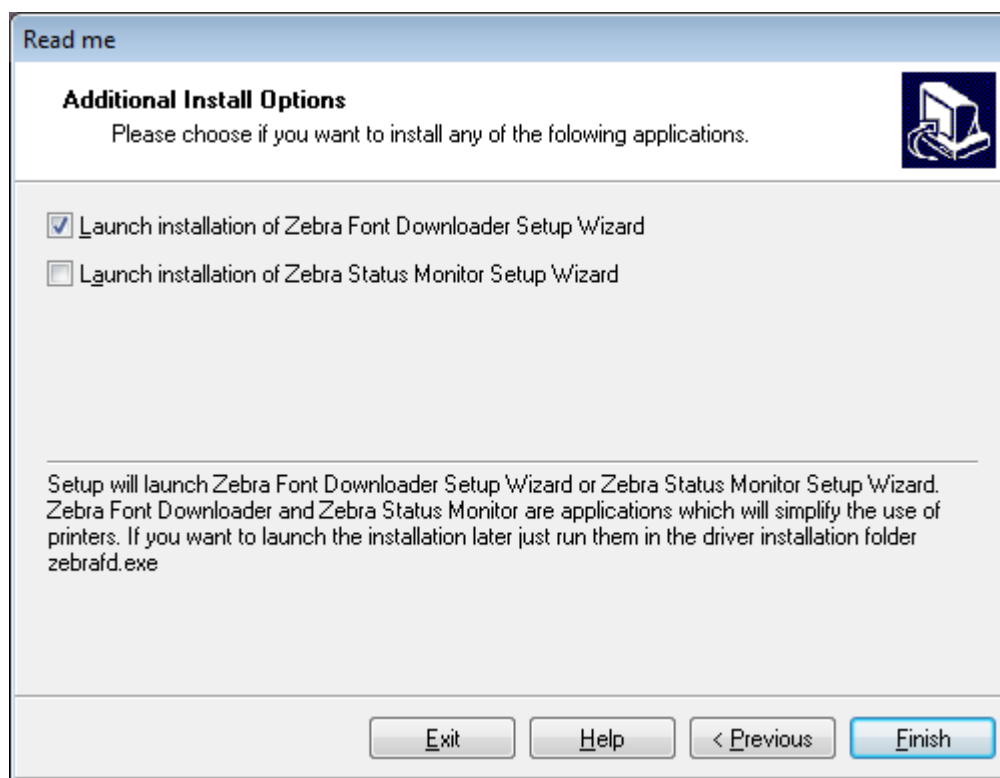 Read me
Additional Install Options
Please choose if you want to install any of the folowing applications.
Launch installation of Zebra Font Downloader Setup Wizard
Launch installation of Zebra Status Monitor Setup Wizard
Setup will launch Zebra Font Downloader Setup Wizard or Zebra Status Monitor Setup Wizard.
Zebra Font Downloader and Zebra Status Monitor are applications which will simplify the use of
printers. If you want to launch the installation later just run them in the driver installation folder
zebrafd.exe
Exit
Help
< Previous
Finish